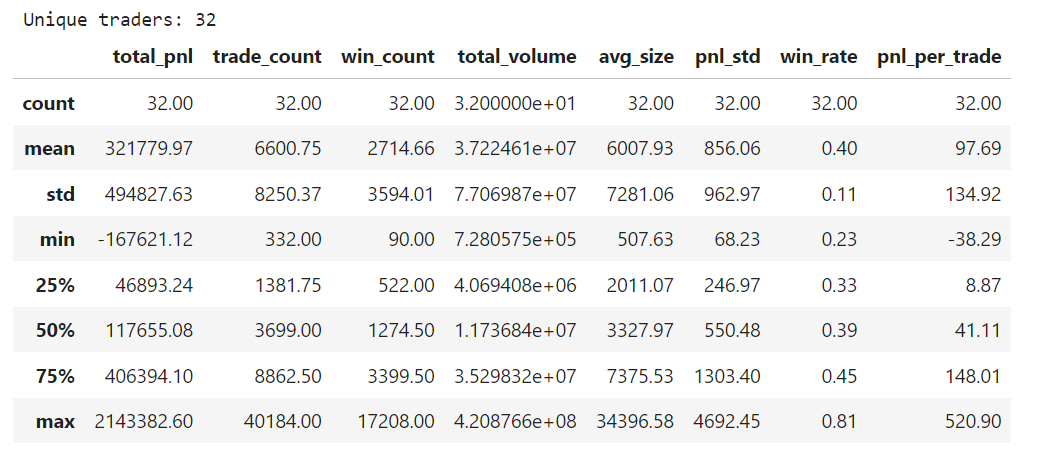 Unique traders: 32
total_pnl trade_count win_count total_volume avg_size pnl_std win_rate pnl_per_trade
count 32.00 32.00 32.00 3.200000e+01 32.00 32.00 32.00 32.00
mean 321779.97 6600.75 2714.66 3.722461e+07 6007.93 856.06 0.40 97.69
std 494827.63 8250.37 3594.01 7.706987e+07 7281.06 962.97 0.11 134.92
min -167621.12 332.00 90.00 7.280575e+05 507.63 68.23 0.23 -38.29
25% 46893.24 1381.75 522.00 4.069408e+06 2011.07 246.97 0.33 8.87
50% 117655.08 3699.00 1274.50 1.173684e+07 3327.97 550.48 0.39 41.11
75% 406394.10 8862.50 3399.50 3.529832e+07 7375.53 1303.40 0.45 148.01
max 2143382.60 40184.00 17208.00 4.208766e+08 34396.58 4692.45 0.81 520.90